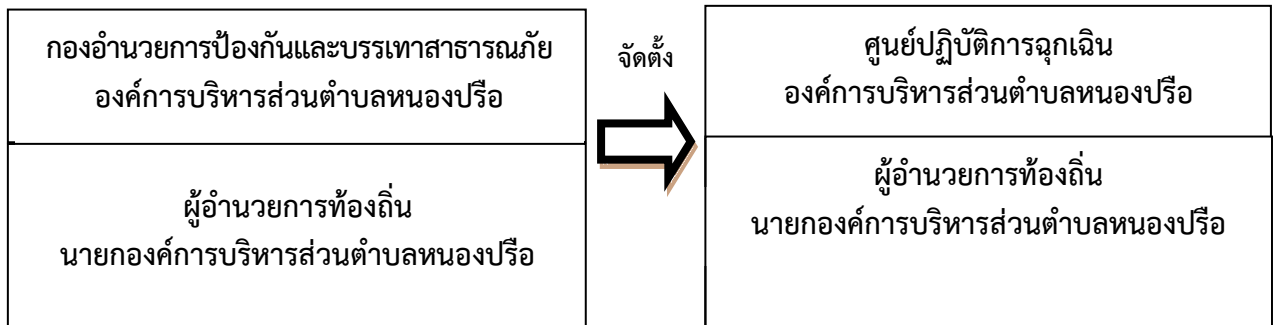 กองอำนวยการป้องกันและบรรเทาสาธารณภัย
องค์การบริหารส่วนตำบลหนองปรือ
ผู้อำนวยการท้องถิ่น
นายกองค์การบริหารส่วนตำบลหนองปรือ
จัดตั้ง
ศูนย์ปฏิบัติการฉุกเฉิน
องค์การบริหารส่วนตำบลหนองปรือ
ผู้อำนวยการท้องถิ่น
นายกองค์การบริหารส่วนตำบลหนองปรือ